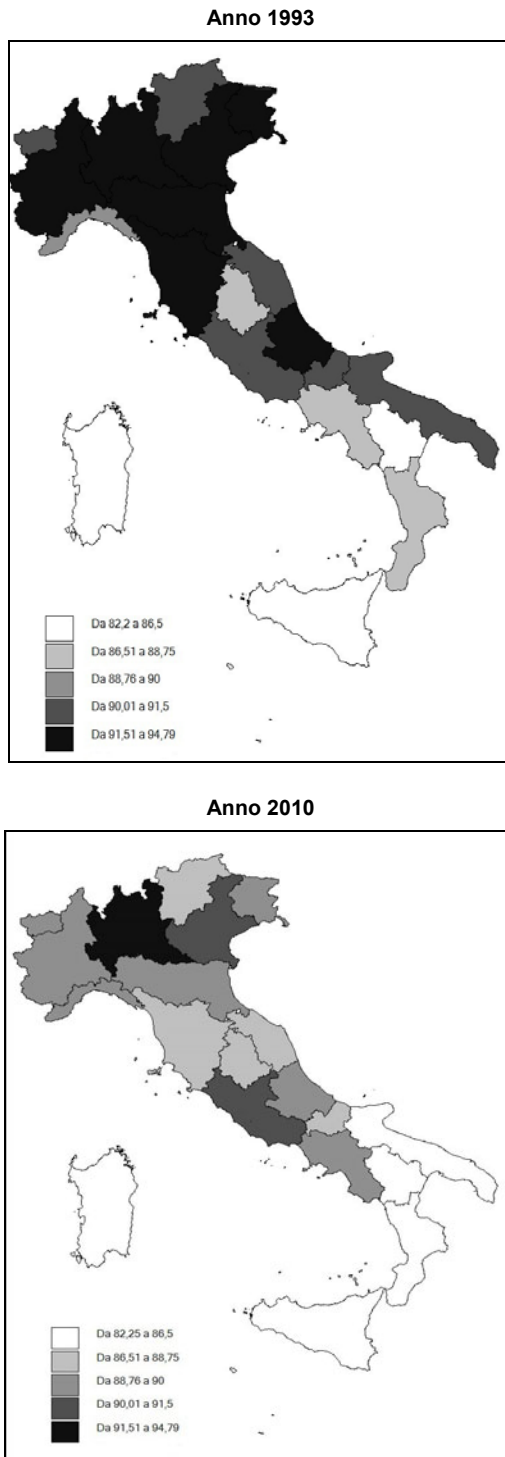 Anno 1993
Da 82,2 a 86,5
Da 86,51 a 88,75
Da 88,76 a 90
Da 90,01 a 91,5
Da 91,51 a 94,79
Anno 2010
Da 82,25 a 86,5
Da 86,51 a 88,75
Da 88,76 a 90
Da 90,01 a 91,5
Da 91,51 a 94,79